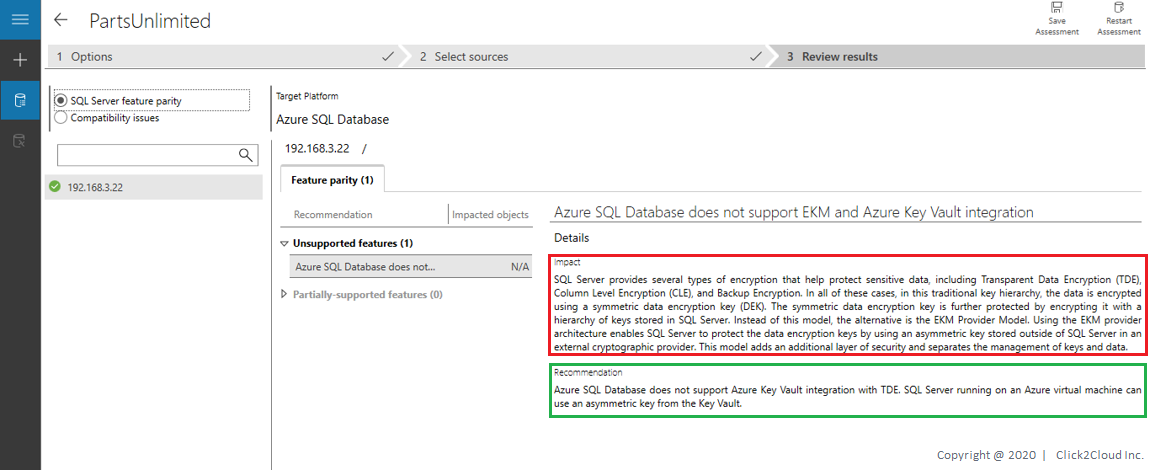 PartsUnlimited
Save Assessment
Restart Assessment
1 Options
2 Select sources
3 Review results
SQL Server feature parity
Compatibility issues
192.168.3.22
Target Platform
Azure SQL Database
192.168.3.22 /
Feature parity (1)
Recommendation
Impacted objects
Unsupported features (1)
Azure SQL Database does not...
N/A
Partially-supported features (0)
Azure SQL Database does not support EKM and Azure Key Vault integration
Details
Impact
SQL Server provides several types of encryption that help protect sensitive data, including Transparent Data Encryption (TDE),
Column Level Encryption (CLE), and Backup Encryption. In all of these cases, in this traditional key hierarchy, the data is encrypted
using a symmetric data encryption key (DEK). The symmetric data encryption key is further protected by encrypting it with a
hierarchy of keys stored in SQL Server. Instead of this model, the alternative is the EKM Provider Model. Using the EKM provider
architecture enables SQL Server to protect the data encryption keys by using an asymmetric key stored outside of SQL Server in an
external cryptographic provider. This model adds an additional layer of security and separates the management of keys and data.
Recommendation
Azure SQL Database does not support Azure Key Vault integration with TDE. SQL Server running on an Azure virtual machine can
use an asymmetric key from the Key Vault.
Copyright @ 2020 | Click2Cloud Inc.